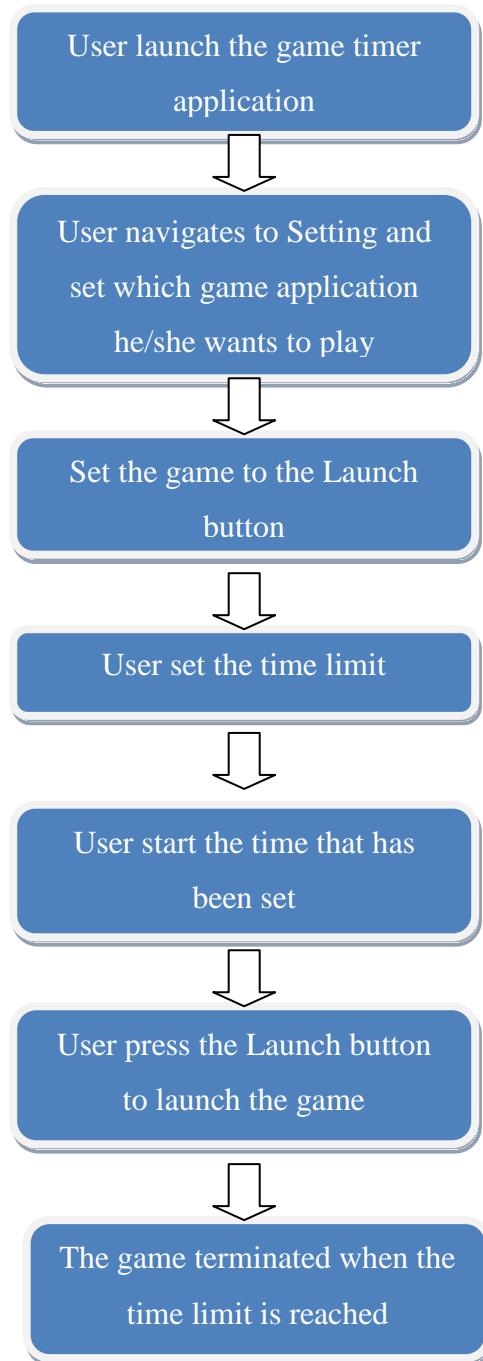 User launch the game timer
application
User navigates to Setting and
set which game application
he/she wants to play
Set the game to the Launch
button
User set the time limit
User start the time that has
been set
User press the Launch button
to launch the game
The game terminated when the
time limit is reached